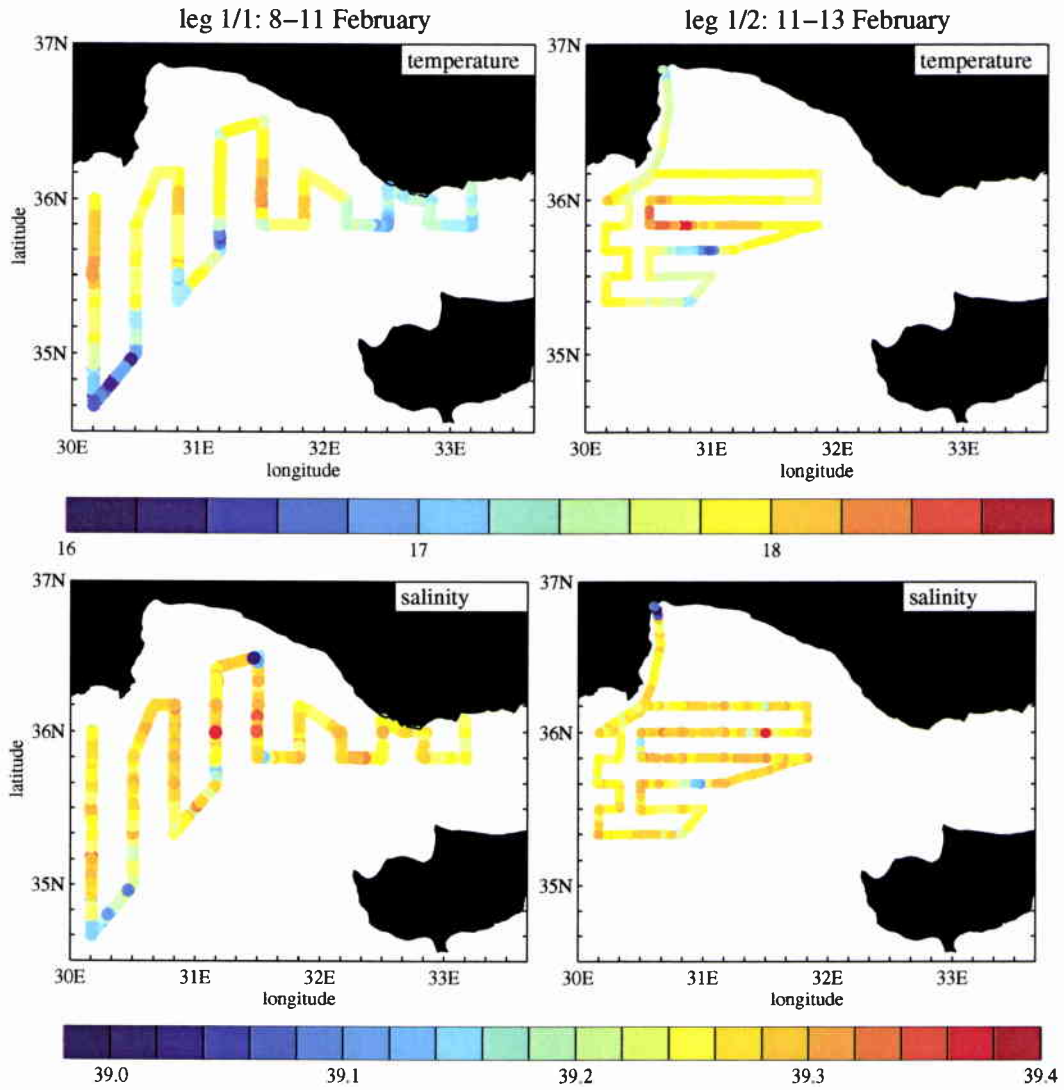 leg 1/1: 8–11 February
leg 1/2: 11–13 February
37N
temperature
37N
temperature
36N
36N
latitude
35N
35N
30E
31E
32E
33E
30E
31E
32E
33E
longitude
longitude
16
17
18
37N
salinity
37N
salinity
36N
36N
latitude
35N
35N
30E
31E
32E
33E
30E
31E
32E
33E
longitude
longitude
39.0
39.1
39.2
39.3
39.4